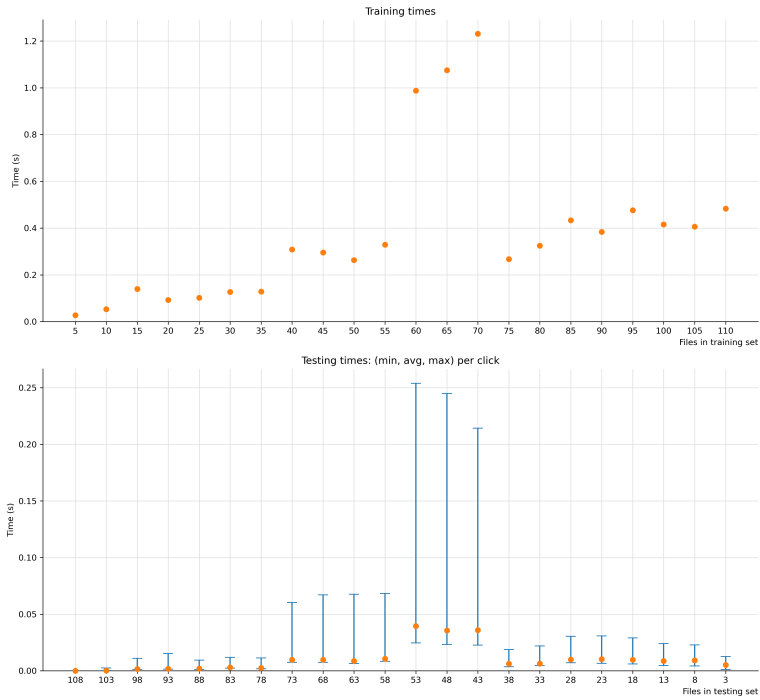 Training times
Time (s)
1.2
1.0
0.8
0.6
0.4
0.2
0.0
5 10 15 20 25 30 35 40 45 50 55 60 65 70 75 80 85 90 95 100 105 110
Files in training set
Testing times: (min, avg, max) per click
Time (s)
0.25
0.20
0.15
0.10
0.05
0.00
108 103 98 93 88 83 78 73 68 63 58 53 48 43 38 33 28 23 18 13 8 3
Files in testing set